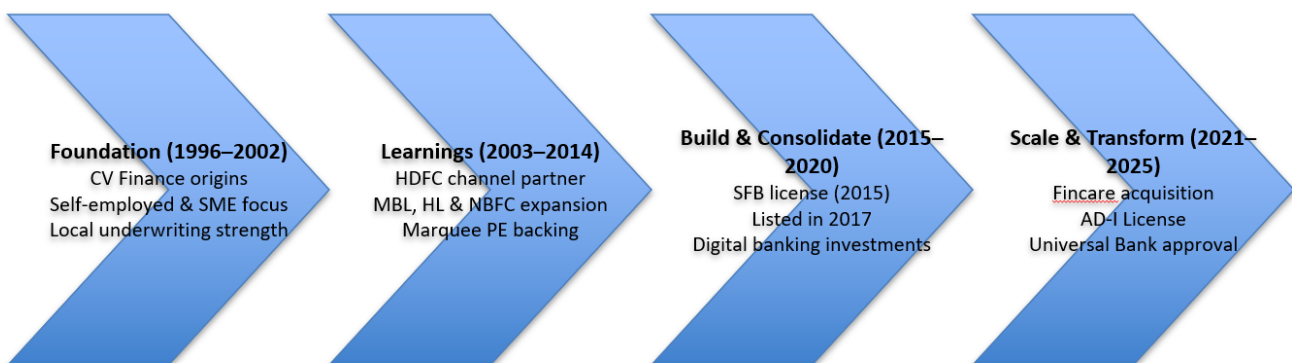 Foundation (1996–2002)
CV Finance origins
Self-employed & SME focus
Local underwriting strength
Learnings (2003–2014)
HDFC channel partner
MBL, HL & NBFC expansion
Marquee PE backing
Build & Consolidate (2015–
2020)
SFB license (2015)
Listed in 2017
Digital banking investments
Scale & Transform (2021–
2025)
Fincare acquisition
AD-I License
Universal Bank approval